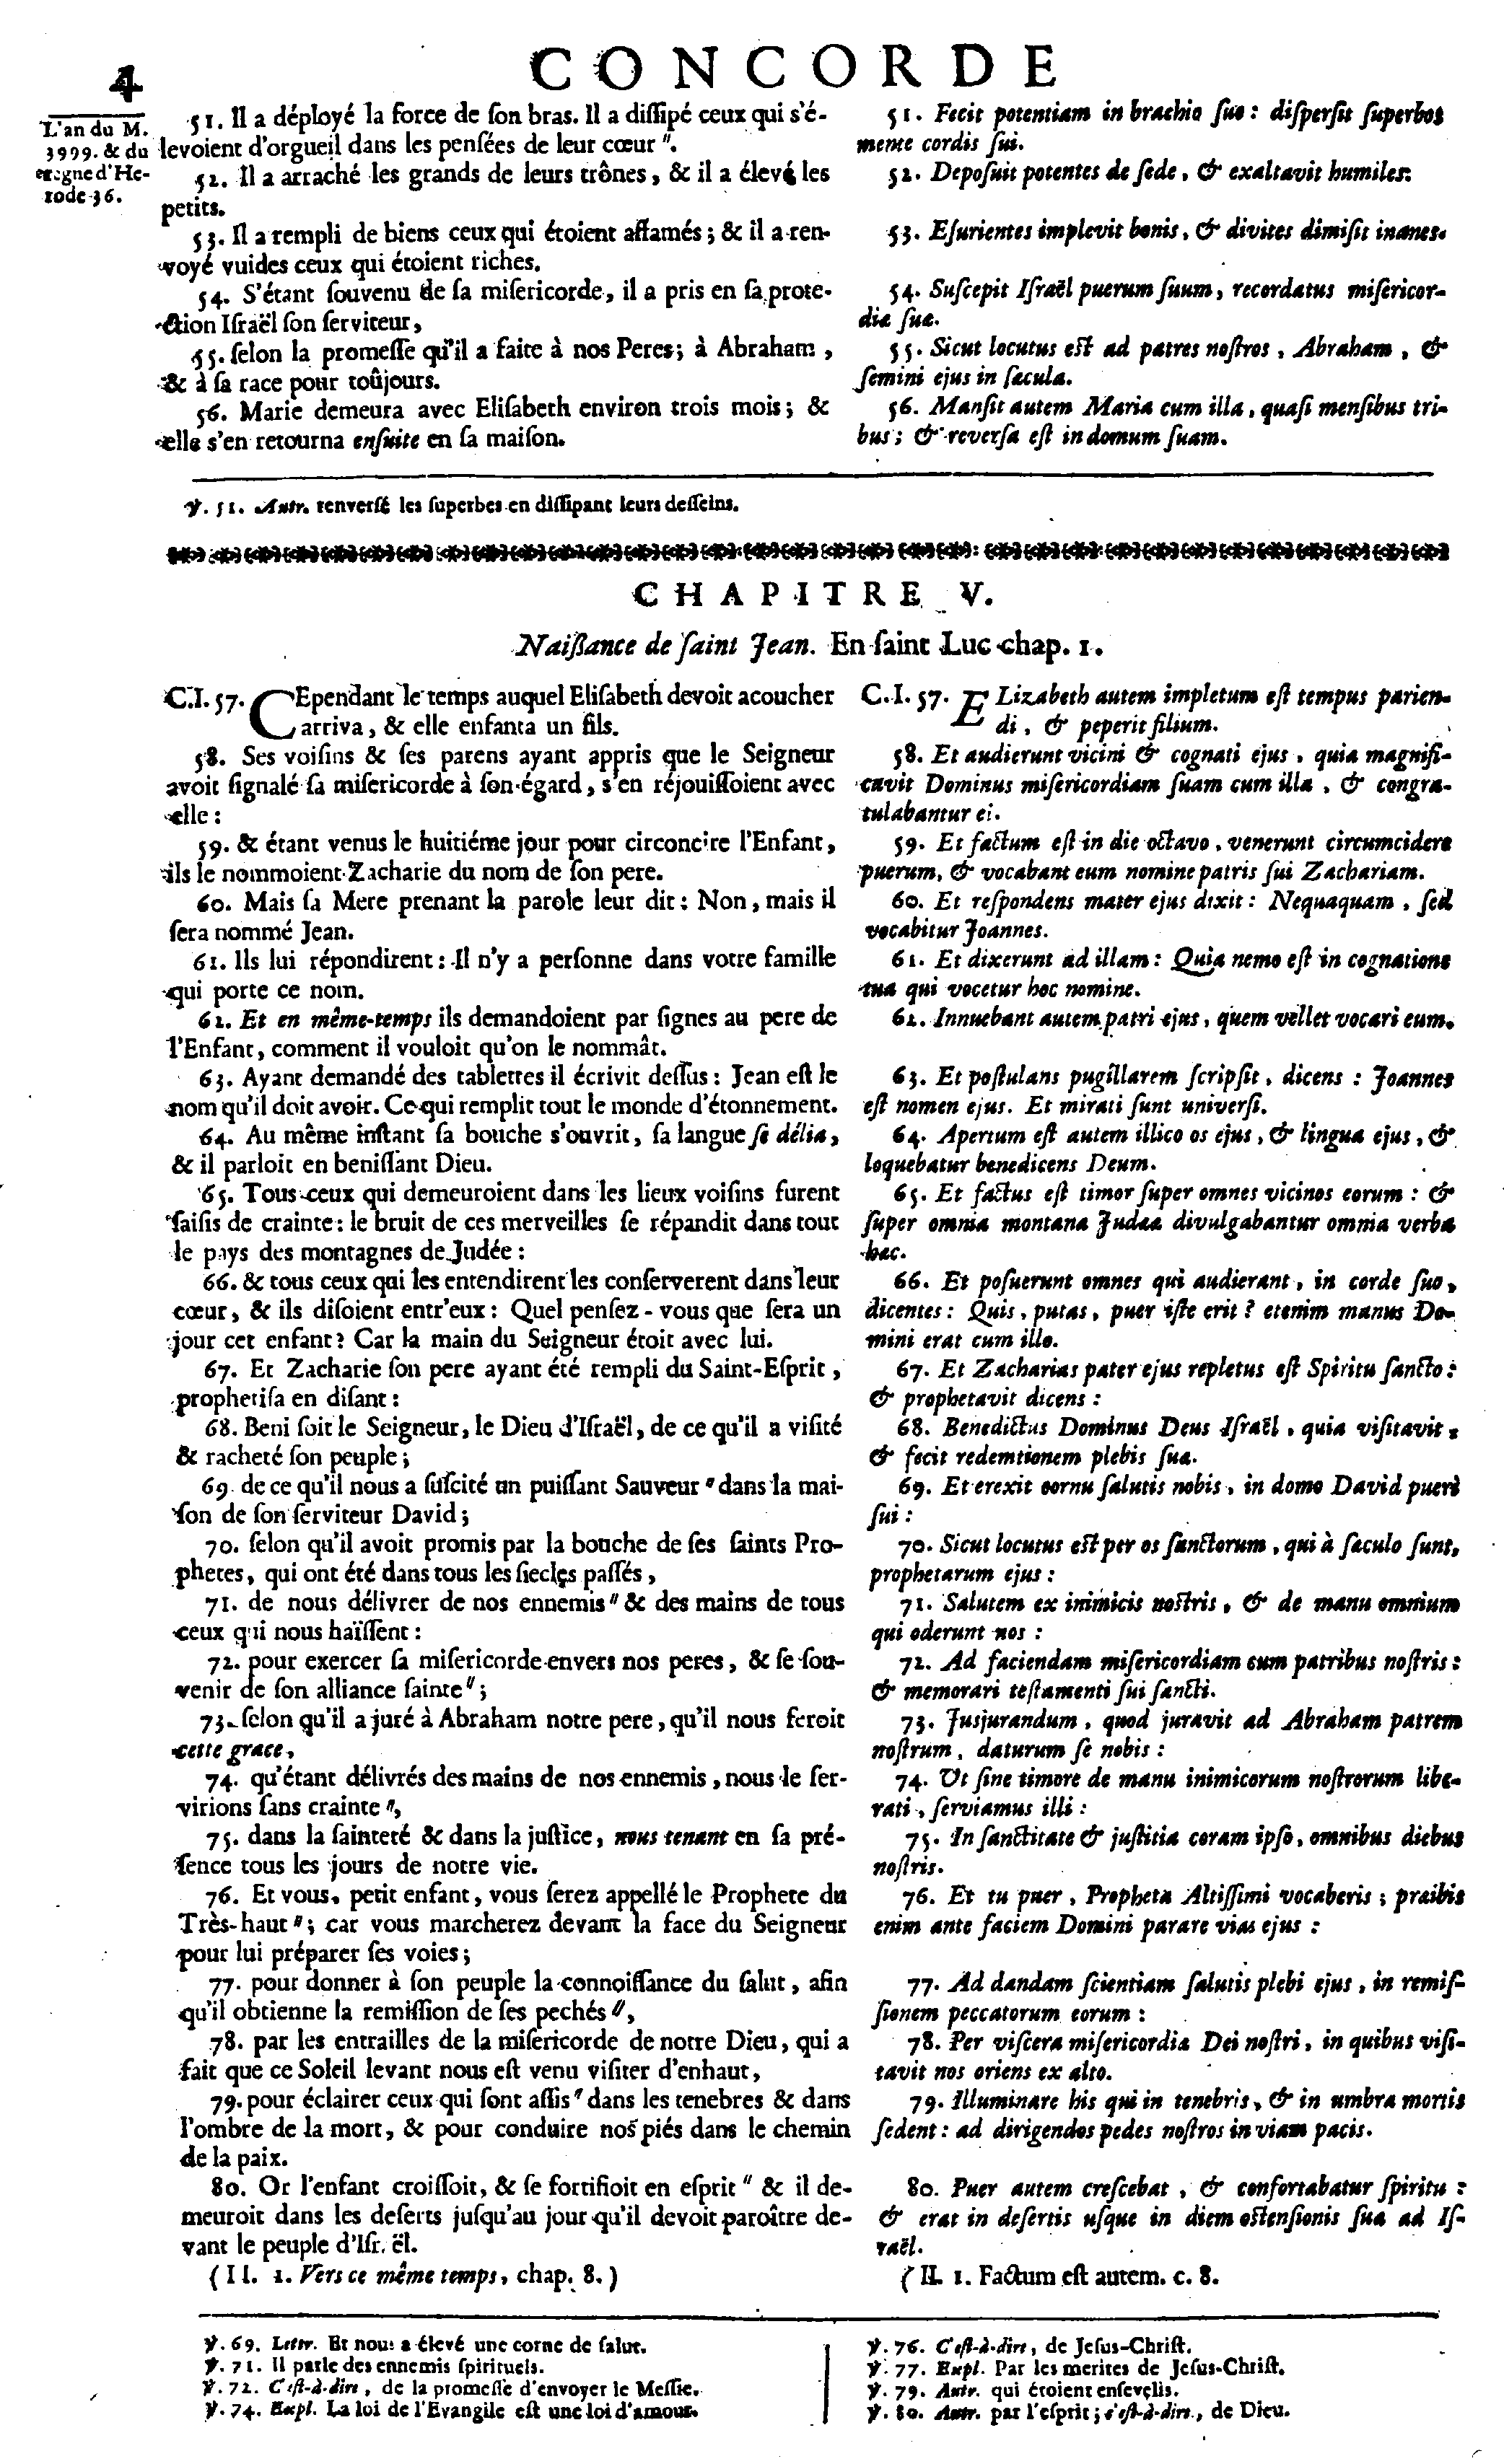 4
CONCORDE
L'an du M.
3999. & du
regne d'He-
rode 36.
51. Il a déployé la force de ſon bras. Il a diſſipé ceux qui s'é-
levoient d'orgueil dans les penſées de leur cœur ".
52. Il a arraché les grands de leurs trônes, & il a élevé les
petits.
53. Il a rempli de biens ceux qui étoient affamés; & il a ren-
voyé vuides ceux qui étoient riches.
54. S'étant ſouvenu de ſa miſericorde, il a pris en ſa prote-
ction Iſraël ſon ſerviteur,
55. ſelon la promeſſe qu'il a faite à nos Peres; à Abraham,
& à ſa race pour toûjours.
56. Marie demeura avec Eliſabeth environ trois mois; &
elle s'en retourna enſuite en ſa maiſon.
51. Fecit potentiam in brachio ſuo: diſperſit ſuperbos
mente cordis ſui.
52. Depoſuit potentes de ſede, & exaltavit humiles.
53. Eſurientes implevit bonis, & divites dimiſit inanes.
54. Suſcepit Iſraël puerum ſuum, recordatus miſericor-
diæ ſuæ.
55. Sicut locutus eſt ad patres noſtros, Abraham, &
ſemini ejus in ſæcula.
56. Manſit autem Maria cum illa, quaſi menſibus tri-
bus; & reverſa eſt in domum ſuam.
℣. 51. Autr. renverſé les ſuperbes en diſſipant leurs deſſeins.
CHAPITRE V.
Naiſſance de ſaint Jean. En ſaint Luc chap. 1.
C.I. 57. CEpendant le temps auquel Eliſabeth devoit acoucher
arriva, & elle enfanta un fils.
58. Ses voiſins & ſes parens ayant appris que le Seigneur
avoit ſignalé ſa miſericorde à ſon égard, s'en réjouiſſoient avec
elle:
59. & étant venus le huitiéme jour pour circoncire l'Enfant,
ils le nommoient Zacharie du nom de ſon pere.
60. Mais ſa Mere prenant la parole leur dit: Non, mais il
ſera nommé Jean.
61. Ils lui répondirent: Il n'y a perſonne dans votre famille
qui porte ce nom.
62. Et en même-temps ils demandoient par ſignes au pere de
l'Enfant, comment il vouloit qu'on le nommât.
63. Ayant demandé des tablettes il écrivit deſſus: Jean eſt le
nom qu'il doit avoir. Ce qui remplit tout le monde d'étonnement.
64. Au même inſtant ſa bouche s'ouvrit, ſa langue ſe délia,
& il parloit en beniſſant Dieu.
65. Tous ceux qui demeuroient dans les lieux voiſins furent
ſaiſis de crainte: le bruit de ces merveilles ſe répandit dans tout
le pays des montagnes de Judée:
66. & tous ceux qui les entendirent les conſerverent dans leur
cœur, & ils diſoient entr'eux: Quel penſez-vous que ſera un
jour cet enfant? Car la main du Seigneur étoit avec lui.
67. Et Zacharie ſon pere ayant été rempli du Saint-Eſprit,
prophetiſa en diſant:
68. Beni ſoit le Seigneur, le Dieu d'Iſraël, de ce qu'il a viſité
& racheté ſon peuple;
69. de ce qu'il nous a ſuſcité un puiſſant Sauveur " dans la mai-
ſon de ſon ſerviteur David;
70. ſelon qu'il avoit promis par la bouche de ſes ſaints Pro-
phetes, qui ont été dans tous les ſiecles paſſés,
71. de nous délivrer de nos ennemis " & des mains de tous
ceux qui nous haïſſent:
72. pour exercer ſa miſericorde envers nos peres, & ſe ſou-
venir de ſon alliance ſainte ";
73. ſelon qu'il a juré à Abraham notre pere, qu'il nous feroit
cette grace,
74. qu'étant délivrés des mains de nos ennemis, nous le ſer-
virions ſans crainte ",
75. dans la ſainteté & dans la juſtice, nous tenant en ſa pré-
ſence tous les jours de notre vie.
76. Et vous, petit enfant, vous ſerez appellé le Prophete du
Très-haut "; car vous marcherez devant la face du Seigneur
pour lui préparer ſes voies;
77. pour donner à ſon peuple la connoiſſance du ſalut, afin
qu'il obtienne la remiſſion de ſes pechés ",
78. par les entrailles de la miſericorde de notre Dieu, qui a
fait que ce Soleil levant nous eſt venu viſiter d'enhaut,
79. pour éclairer ceux qui ſont aſſis " dans les tenebres & dans
l'ombre de la mort, & pour conduire nos piés dans le chemin
de la paix.
80. Or l'enfant croiſſoit, & ſe fortifioit en eſprit " & il de-
meuroit dans les deſerts juſqu'au jour qu'il devoit paroître de-
vant le peuple d'Iſraël.
(II. 1. Vers ce même temps, chap. 8.)
C.I. 57. ELizabeth autem impletum eſt tempus parien-
di, & peperit filium.
58. Et audierunt vicini & cognati ejus, quia magnifi-
cavit Dominus miſericordiam ſuam cum illa, & congra-
tulabantur ei.
59. Et factum eſt in die octavo, venerunt circumcidere
puerum, & vocabant eum nomine patris ſui Zachariam.
60. Et reſpondens mater ejus dixit: Nequaquam, ſed
vocabitur Joannes.
61. Et dixerunt ad illam: Quia nemo eſt in cognatione
tua qui vocetur hoc nomine.
62. Innuebant autem patri ejus, quem vellet vocari eum.
63. Et poſtulans pugillarem ſcripſit, dicens: Joannes
eſt nomen ejus. Et mirati ſunt univerſi.
64. Apertum eſt autem illico os ejus, & lingua ejus, &
loquebatur benedicens Deum.
65. Et factus eſt timor ſuper omnes vicinos eorum: &
ſuper omnia montana Judææ divulgabantur omnia verba
hæc.
66. Et poſuerunt omnes qui audierant, in corde ſuo,
dicentes: Quis, putas, puer iſte erit? etenim manus Do-
mini erat cum illo.
67. Et Zacharias pater ejus repletus eſt Spiritu ſancto:
& prophetavit dicens:
68. Benedictus Dominus Deus Iſraël, quia viſitavit,
& fecit redemtionem plebis ſuæ.
69. Et erexit cornu ſalutis nobis, in domo David pueri
ſui:
70. Sicut locutus eſt per os ſanctorum, qui à ſæculo ſunt,
prophetarum ejus:
71. Salutem ex inimicis noſtris, & de manu omnium
qui oderunt nos:
72. Ad faciendam miſericordiam cum patribus noſtris:
& memorari teſtamenti ſui ſancti.
73. Jusjurandum, quod juravit ad Abraham patrem
noſtrum, daturum ſe nobis:
74. Ut ſine timore de manu inimicorum noſtrorum libe-
rati, ſerviamus illi:
75. In ſanctitate & juſtitia coram ipſo, omnibus diebus
noſtris.
76. Et tu puer, Propheta Altiſſimi vocaberis; præibis
enim ante faciem Domini parare vias ejus:
77. Ad dandam ſcientiam ſalutis plebi ejus, in remiſ-
ſionem peccatorum eorum:
78. Per viſcera miſericordiæ Dei noſtri, in quibus viſi-
tavit nos oriens ex alto.
79. Illuminare his qui in tenebris, & in umbra mortis
ſedent: ad dirigendos pedes noſtros in viam pacis.
80. Puer autem creſcebat, & confortabatur ſpiritu:
& erat in deſertis uſque in diem oſtenſionis ſuæ ad Iſ-
raël.
(II. 1. Factum eſt autem. c. 8.
℣. 69. Lettr. Et nous a élevé une corne de ſalut.
℣. 71. Il parle des ennemis ſpirituels.
℣. 72. C'eſt-à-dire, de la promeſſe d'envoyer le Meſſie.
℣. 74. Expl. La loi de l'Evangile eſt une loi d'amour.
℣. 76. C'eſt-à-dire, de Jeſus-Chriſt.
℣. 77. Expl. Par les merites de Jeſus-Chriſt.
℣. 79. Autr. qui étoient enſevelis.
℣. 80. Autr. par l'eſprit; c'eſt-à-dire, de Dieu.